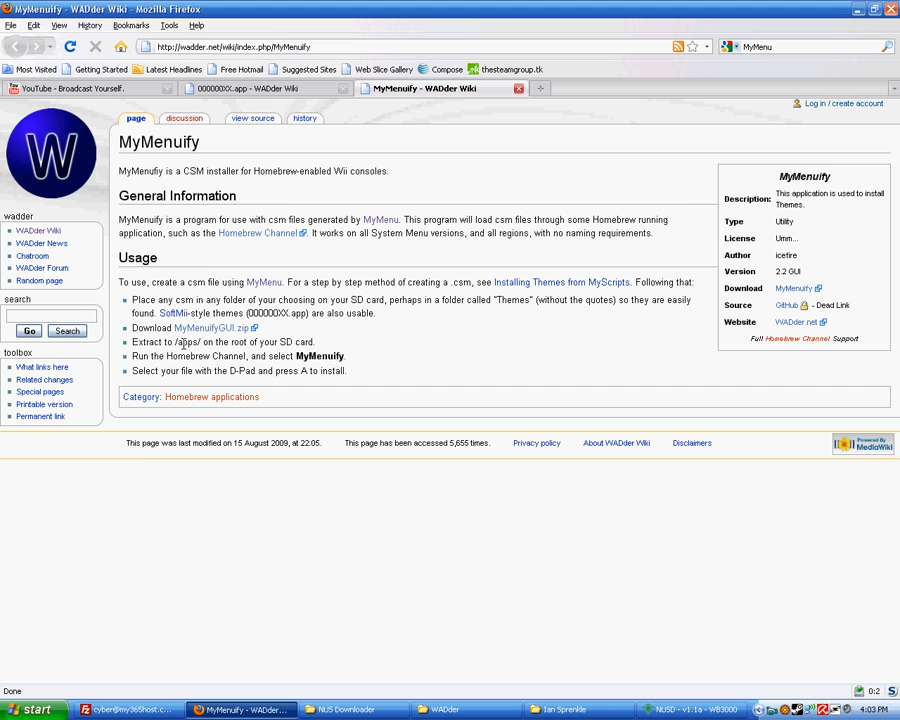 MyMenuify - WADder Wiki - Mozilla Firefox
File Edit View History Bookmarks Tools Help
http://wadder.net/wiki/index.php/MyMenuify
MyMenu
Most Visited Getting Started Latest Headlines Free Hotmail Suggested Sites Web Slice Gallery Compose thesteamgroup.tk
YouTube - Broadcast Yourself. 000000XX.app - WADder Wiki MyMenuify - WADder Wiki
Log in / create account
page discussion view source history
W
MyMenuify
MyMenufiy is a CSM installer for Homebrew-enabled Wii consoles.
General Information
MyMenuify is a program for use with csm files generated by MyMenu. This program will load csm files through some Homebrew running
application, such as the Homebrew Channel. It works on all System Menu versions, and all regions, with no naming requirements.
Usage
To use, create a csm file using MyMenu. For a step by step method of creating a .csm, see Installing Themes from MyScripts. Following that:
Place any csm in any folder of your choosing on your SD card, perhaps in a folder called "Themes" (without the quotes) so they are easily
found. SoftMii-style themes (000000XX.app) are also usable.
Download MyMenuifyGUI.zip
Extract to /apps/ on the root of your SD card.
Run the Homebrew Channel, and select MyMenuify.
Select your file with the D-Pad and press A to install.
Category: Homebrew applications
MyMenuify
Description: This application is used to install
Themes.
Type Utility
License Umm...
Author icefire
Version 2.2 GUI
Download MyMenuify
Source GitHub - Dead Link
Website WADder.net
Full Homebrew Channel Support
wadder
WADder Wiki
WADder News
Chatroom
WADder Forum
Random page
search
Go Search
toolbox
What links here
Related changes
Special pages
Printable version
Permanent link
This page was last modified on 15 August 2009, at 22:05. This page has been accessed 5,655 times. Privacy policy About WADder Wiki Disclaimers
Powered By
MediaWiki
Done
0:2
start cyber@my365host.c... MyMenuify - WADder... NUS Downloader WADder Ian Sprenkle NUSD - v1.1a - WB3000 4:03 PM